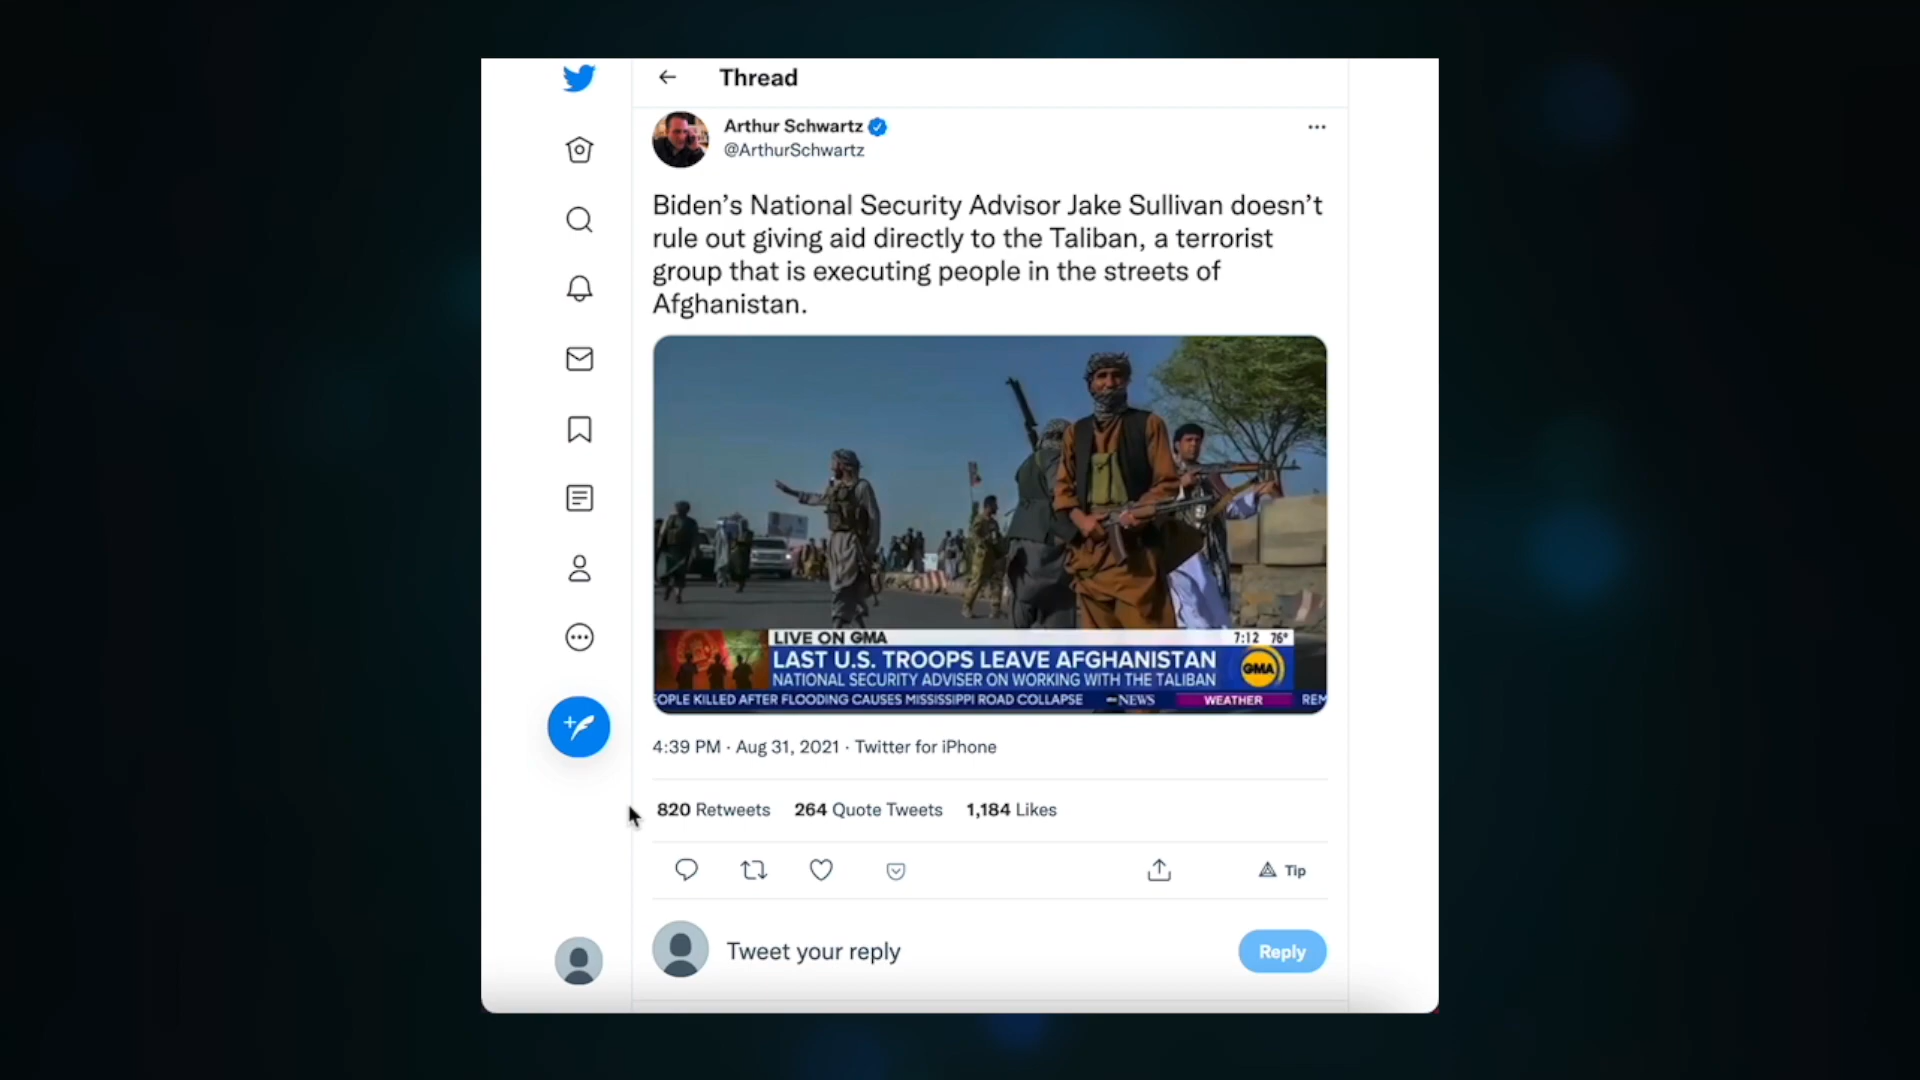 Thread
Arthur Schwartz
@ArthurSchwartz
Biden’s National Security Advisor Jake Sullivan doesn’t
rule out giving aid directly to the Taliban, a terrorist
group that is executing people in the streets of
Afghanistan.
LIVE ON GMA 7:12 76°
LAST U.S. TROOPS LEAVE AFGHANISTAN
NATIONAL SECURITY ADVISER ON WORKING WITH THE TALIBAN
GMA
KILLED AFTER FLOODING CAUSES MISSISSIPPI ROAD COLLAPSE abc NEWS WEATHER
4:39 PM · Aug 31, 2021 · Twitter for iPhone
820 Retweets 264 Quote Tweets 1,184 Likes
Tip
Tweet your reply
Reply